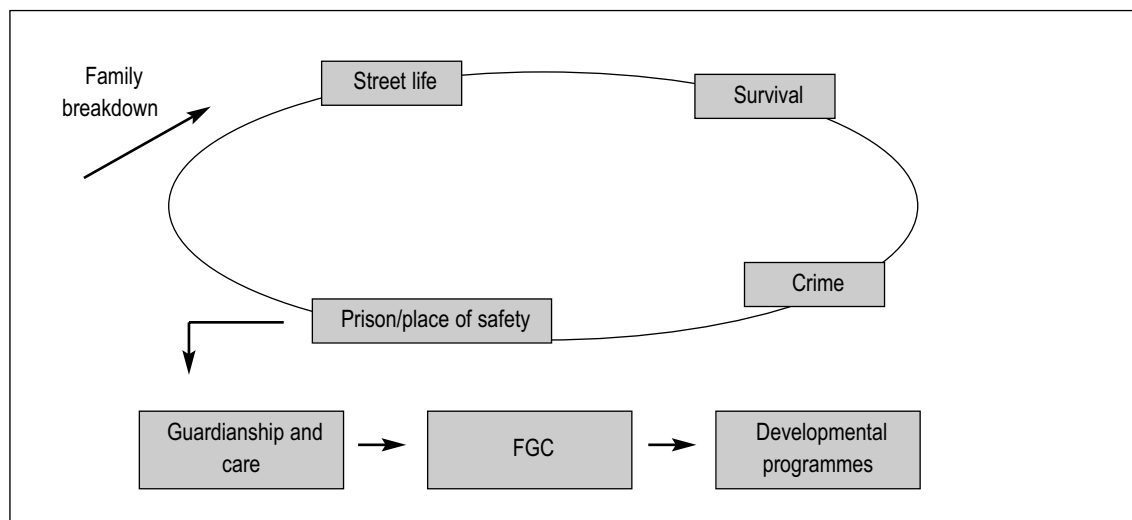 Family
breakdown
Street life
Survival
Crime
Prison/place of safety
Guardianship and
care
FGC
Developmental
programmes